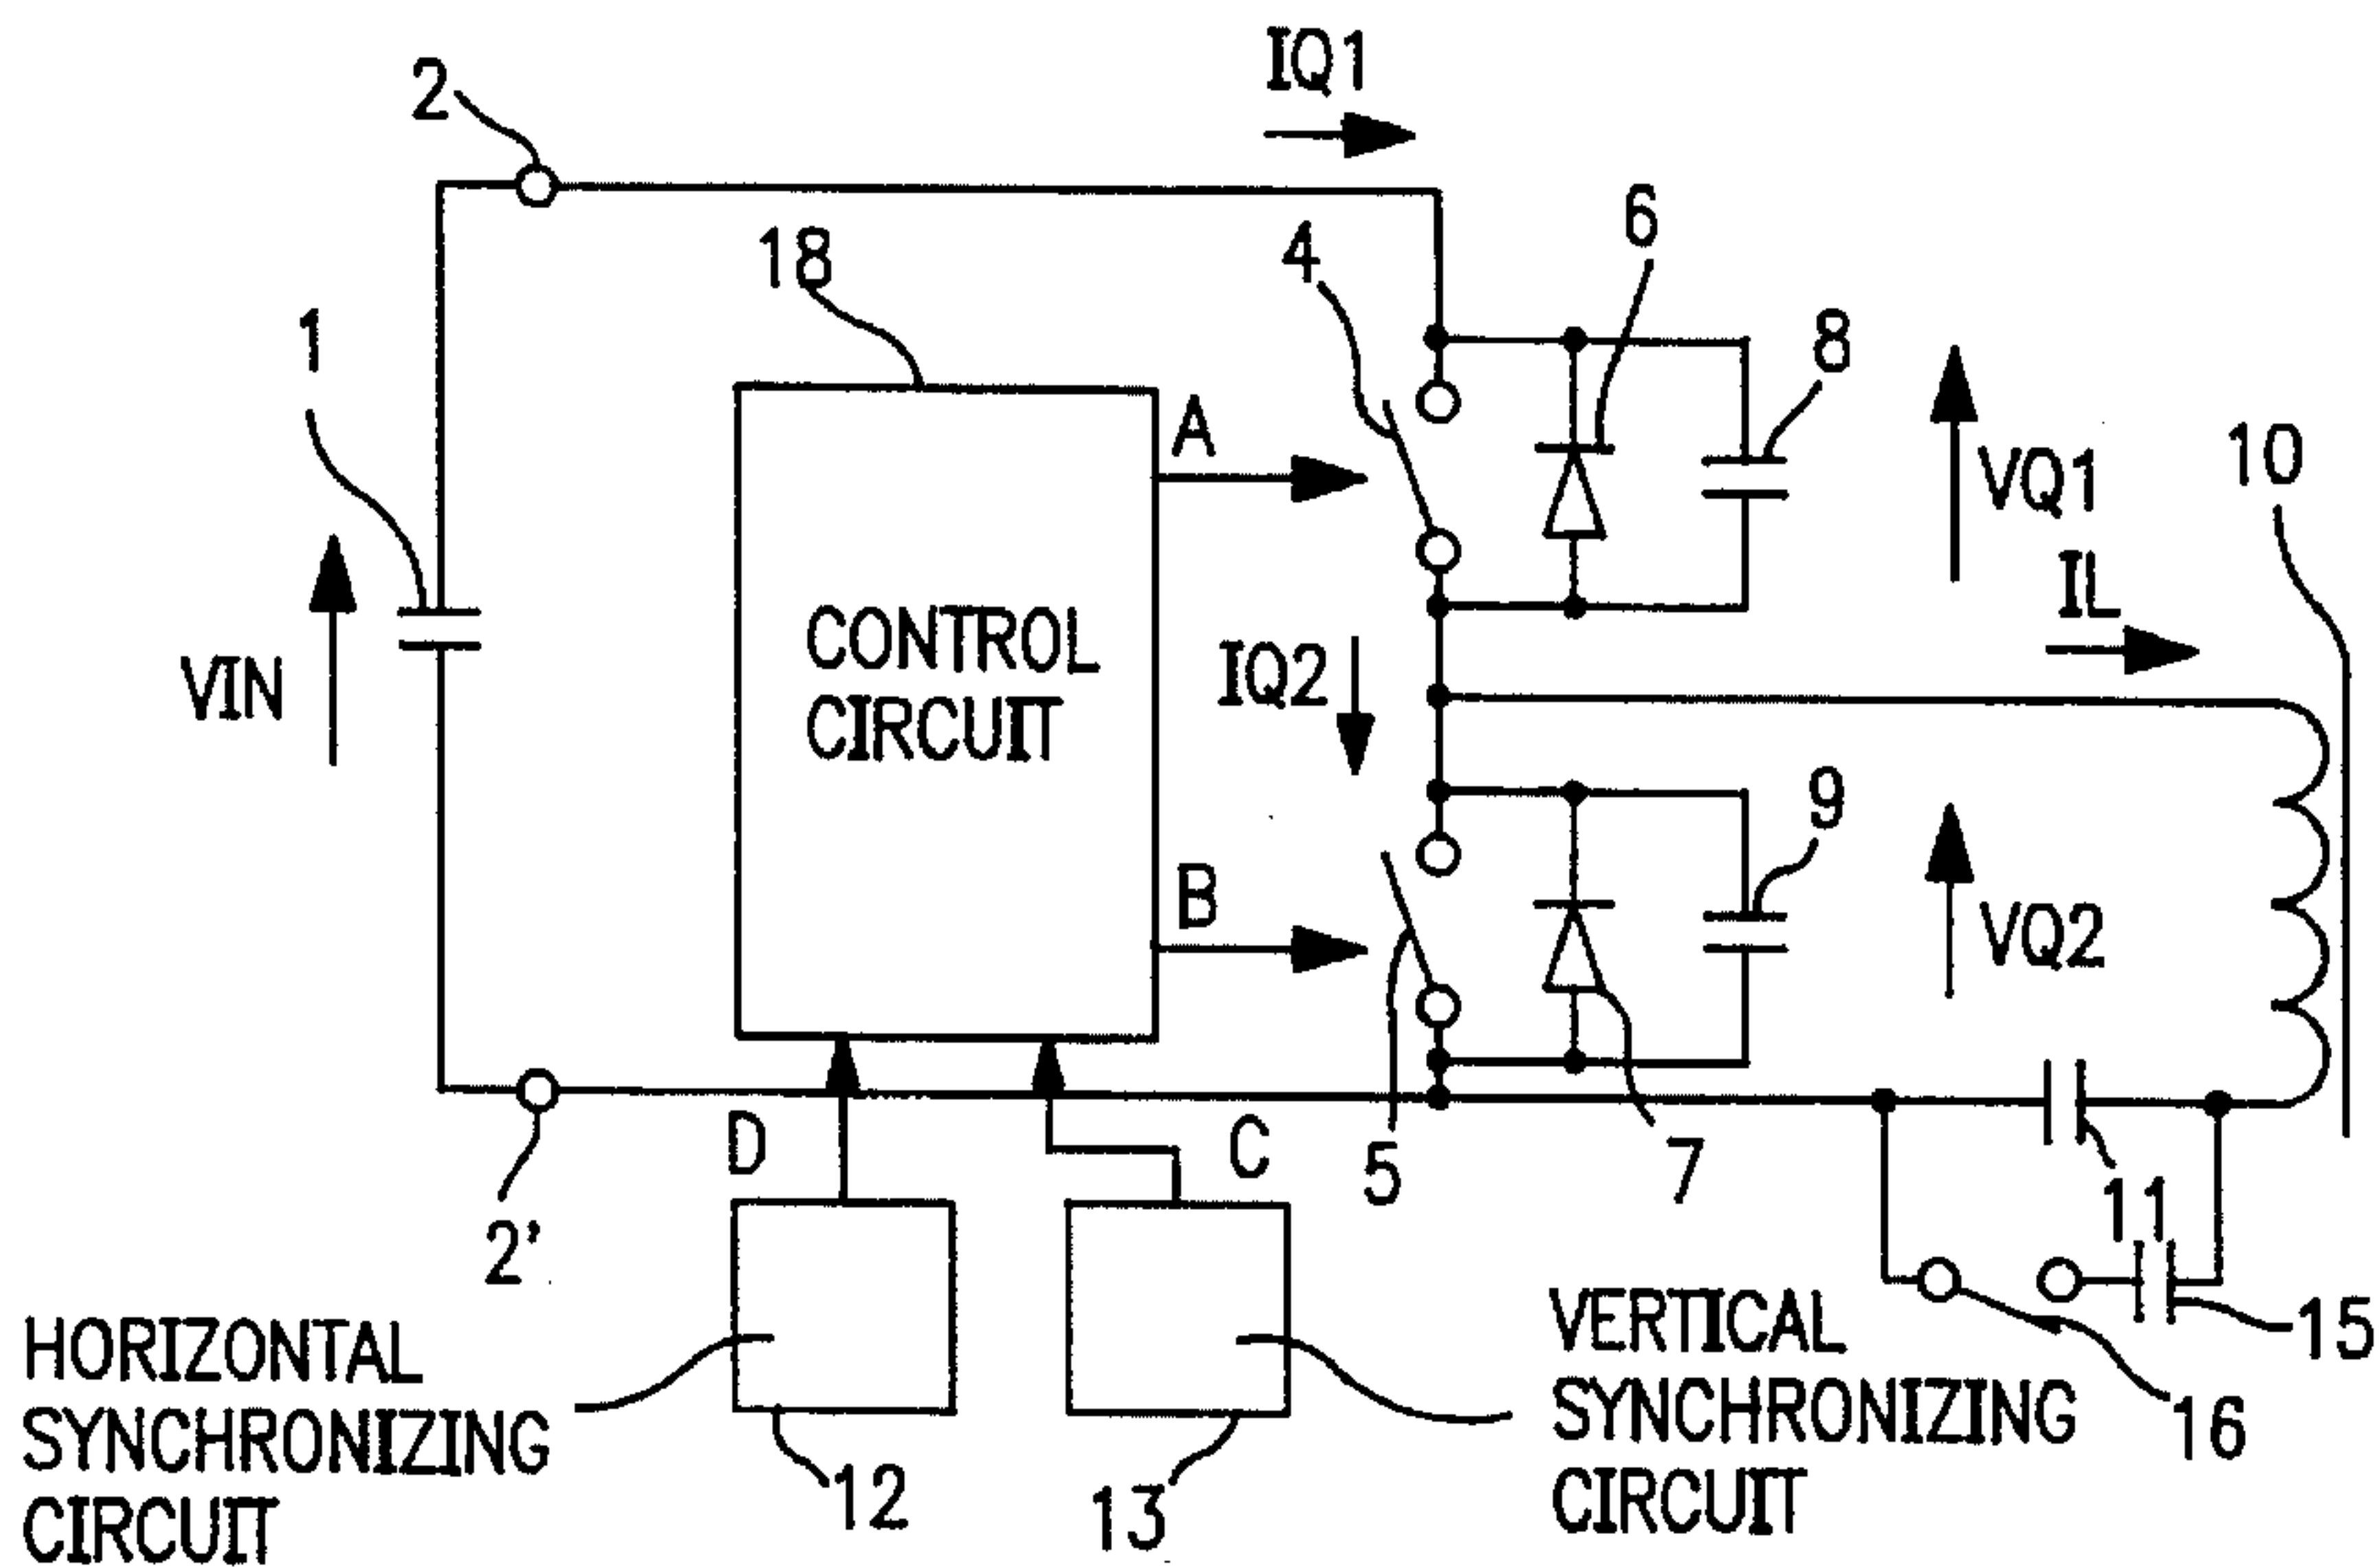 IQ1
2
18
4
6
8
1
A
VQ1
10
CONTROL
CIRCUIT
IL
VIN
IQ2
9
B
VQ2
D
C
5
7
11
2'
HORIZONTAL
SYNCHRONIZING
CIRCUIT
12
13
VERTICAL
SYNCHRONIZING
CIRCUIT
15
16